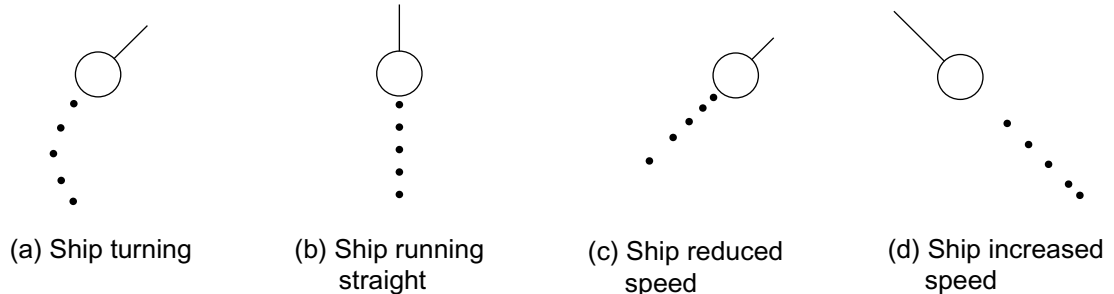 (a) Ship turning
(b) Ship running
straight
(c) Ship reduced
speed
(d) Ship increased
speed